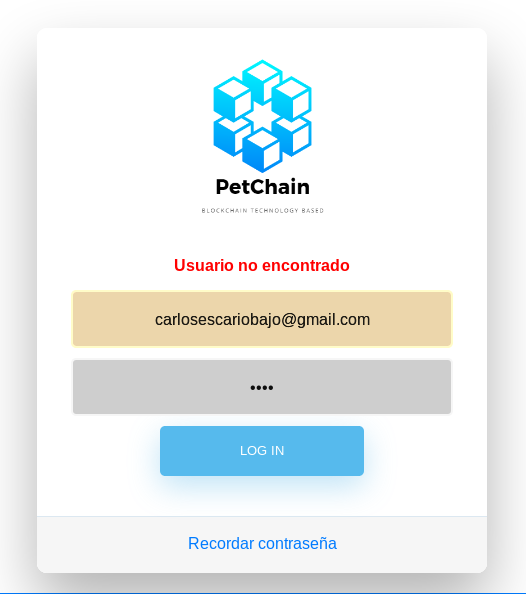 PetChain
BLOCKCHAIN TECHNOLOGY BASED
Usuario no encontrado
carlosescariobajo@gmail.com
••••
LOG IN
Recordar contraseña